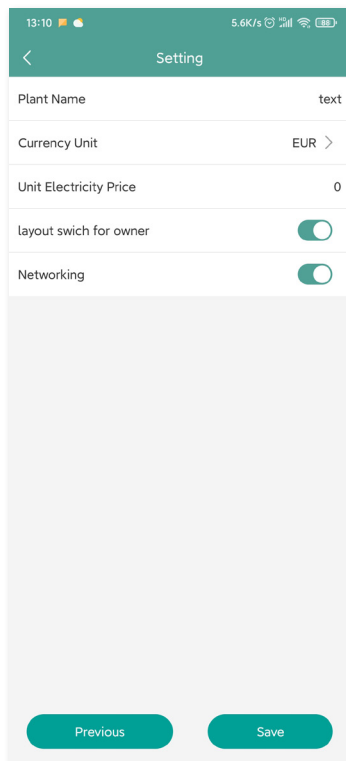 13:10 5.6K/s HD 88
Setting
Plant Name text
Currency Unit EUR
Unit Electricity Price 0
layout swich for owner
Networking
Previous Save